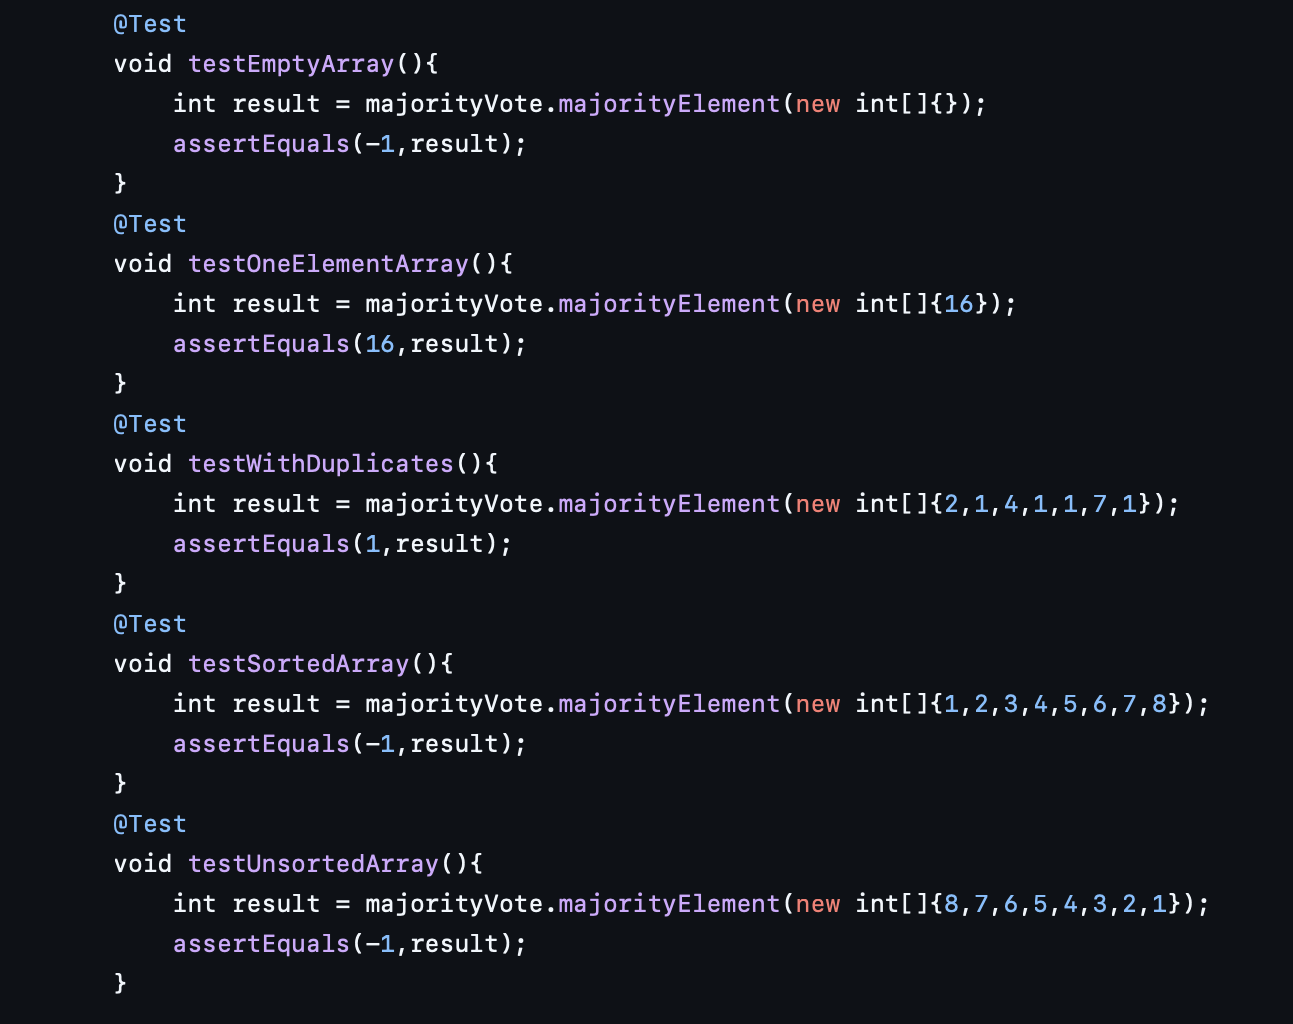 @Test
void testEmptyArray(){
    int result = majorityVote.majorityElement(new int[]{});
    assertEquals(-1,result);
}
@Test
void testOneElementArray(){
    int result = majorityVote.majorityElement(new int[]{16});
    assertEquals(16,result);
}
@Test
void testWithDuplicates(){
    int result = majorityVote.majorityElement(new int[]{2,1,4,1,1,7,1});
    assertEquals(1,result);
}
@Test
void testSortedArray(){
    int result = majorityVote.majorityElement(new int[]{1,2,3,4,5,6,7,8});
    assertEquals(-1,result);
}
@Test
void testUnsortedArray(){
    int result = majorityVote.majorityElement(new int[]{8,7,6,5,4,3,2,1});
    assertEquals(-1,result);
}